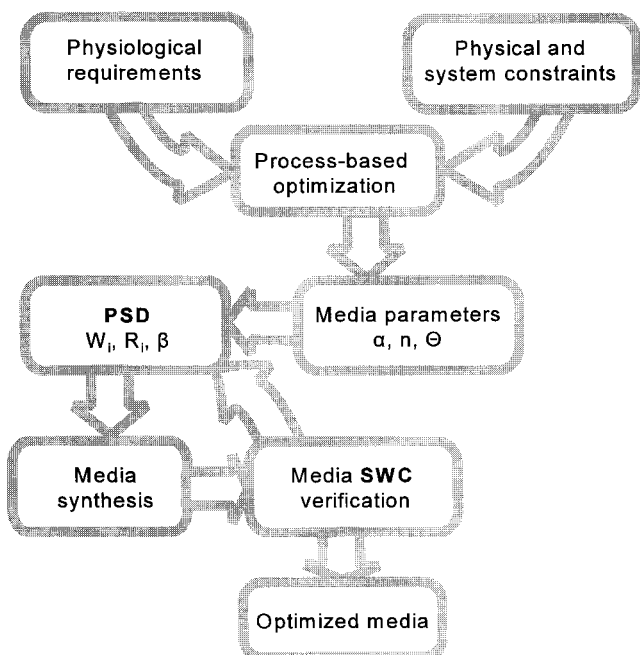 Physiological
requirements
Physical and
system constraints
Process-based
optimization
PSD
Wi, Ri, β
Media parameters
α, n, Θ
Media
synthesis
Media SWC
verification
Optimized media